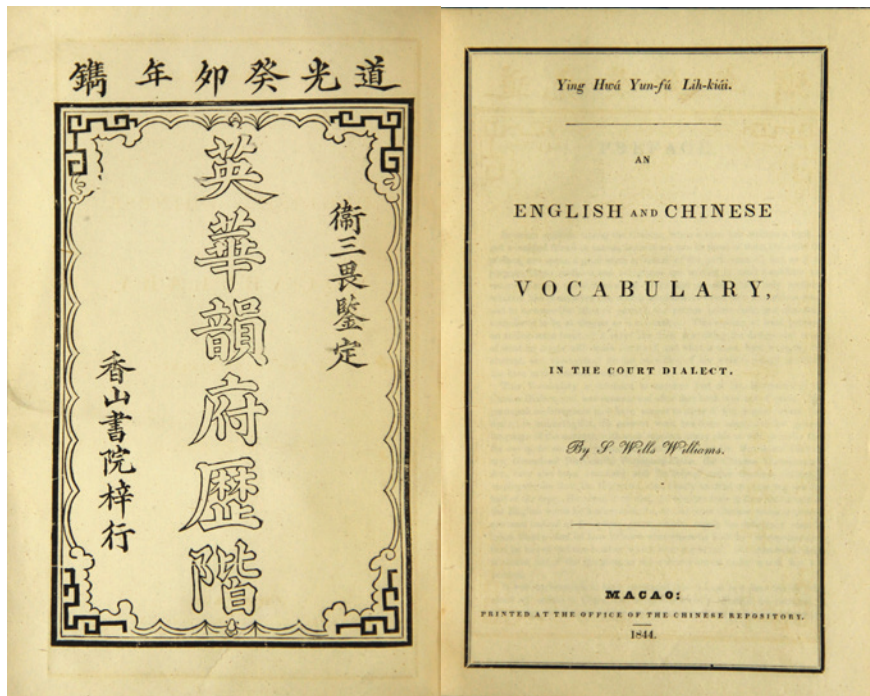 道光癸卯年鐫
衞三畏鑒定
英華韻府歷階
香山書院梓行
Ying Hwá Yun-fú Lih-kiái.
AN
ENGLISH AND CHINESE
VOCABULARY,
IN THE COURT DIALECT.
By S. Wells Williams.
MACAO:
PRINTED AT THE OFFICE OF THE CHINESE REPOSITORY.
1844.